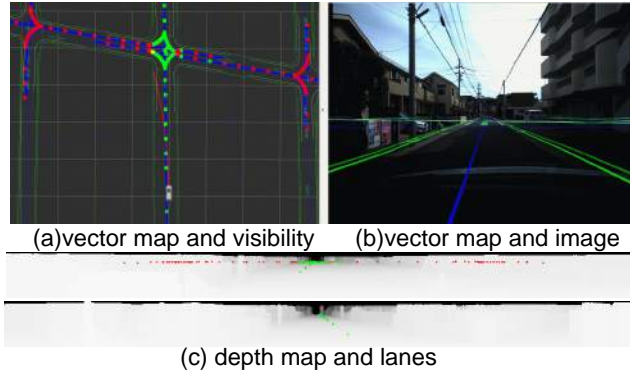 (a)vector map and visibility
(b)vector map and image
(c) depth map and lanes